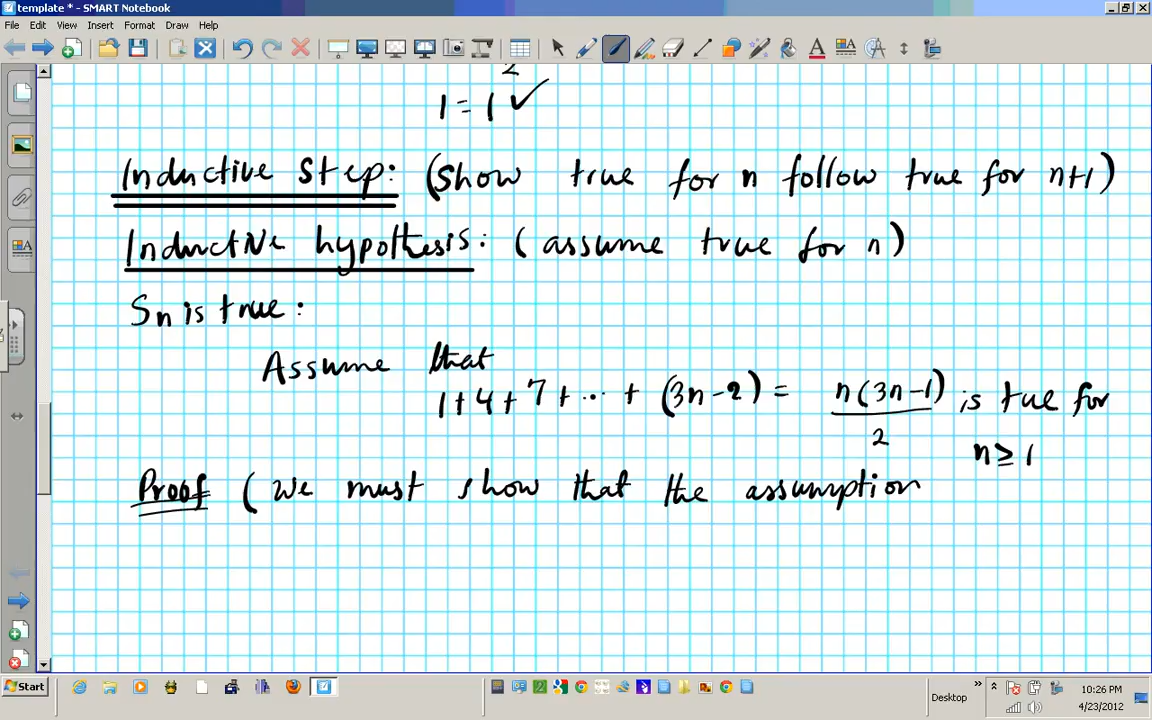 template * - SMART Notebook
File Edit View Insert Format Draw Help
2
1 = 1 ✓
Inductive Step: (Show true for n follow true for n+1)
Inductive hypothesis: (assume true for n)
Sn is true:
Assume that
1+4+7+...+ (3n-2) = n(3n-1)/2 is true for
n ≥ 1
Proof (We must show that the assumption
Start
Desktop
»
10:26 PM
4/23/2012